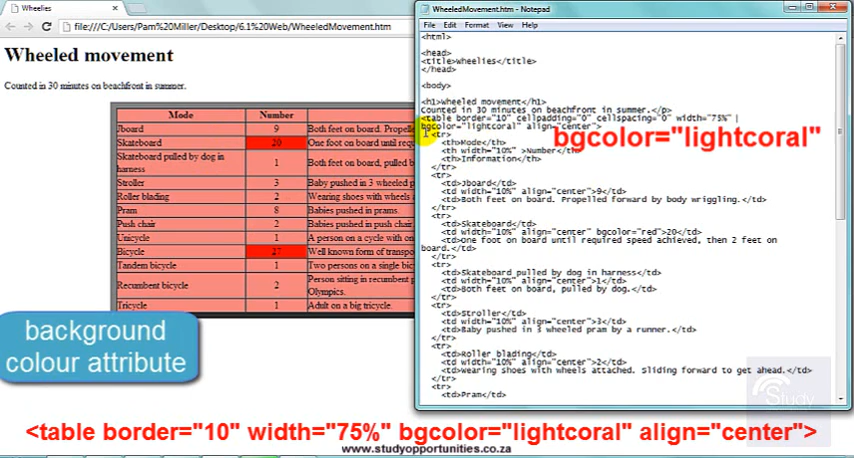 Wheelies
file:///C:/Users/Pam%20Miller/Desktop/6.1%20Web/WheeledMovement.htm
Wheeled movement
Counted in 30 minutes on beachfront in summer.
Mode Number
Jboard 9 Both feet on board. Propelle
Skateboard 20 One foot on board until requ
Skateboard pulled by dog in harness 1 Both feet on board, pulled b
Stroller 3 Baby pushed in 3 wheeled p
Roller blading 2 Wearing shoes with wheels a
Pram 8 Babies pushed in prams.
Push chair 2 Babies pushed in push chair
Unicycle 1 A person on a cycle with on
Bicycle 27 Well known form of transpo
Tandem bicycle 1 Two persons on a single bic
Recumbent bicycle 2 Person sitting in recumbent p
Olympics.
Tricycle 1 Adult on a big tricycle.
background
colour attribute
WheeledMovement.htm - Notepad
File Edit Format View Help
<html>
<head>
<title>wheelies</title>
</head>
<body>
<h1>wheeled movement</h1>
Counted in 30 minutes on beachfront in summer.</p>
<table border="10" cellpadding="0" cellspacing="0" width="75%"
bgcolor="lightcoral" align="center">
<tr>
<th>Mode</th>
<th width="10%" >Number</th>
<th>Information</th>
<tr>
<td>Jboard</td>
<td width="10%" align="center">9</td>
<td>Both feet on board. Propelled forward by body wriggling.</td>
</tr>
<tr>
<td>Skateboard</td>
<td width="10%" align="center" bgcolor="red">20</td>
<td>One foot on board until required speed achieved, then 2 feet on
board.</td>
</tr>
<tr>
<td>Skateboard pulled by dog in harness</td>
<td width="10%" align="center">1</td>
<td>Both feet on board, pulled by dog.</td>
</tr>
<tr>
<td>Stroller</td>
<td width="10%" align="center">3</td>
<td>Baby pushed in 3 wheeled pram by a runner.</td>
</tr>
<tr>
<td>Roller blading</td>
<td width="10%" align="center">2</td>
<td>wearing shoes with wheels attached. Sliding forward to get ahead.</td>
</tr>
<tr>
<td>Pram</td>
bgcolor="lightcoral"
Study
<table border="10" width="75%" bgcolor="lightcoral" align="center">
www.studyopportunities.co.za